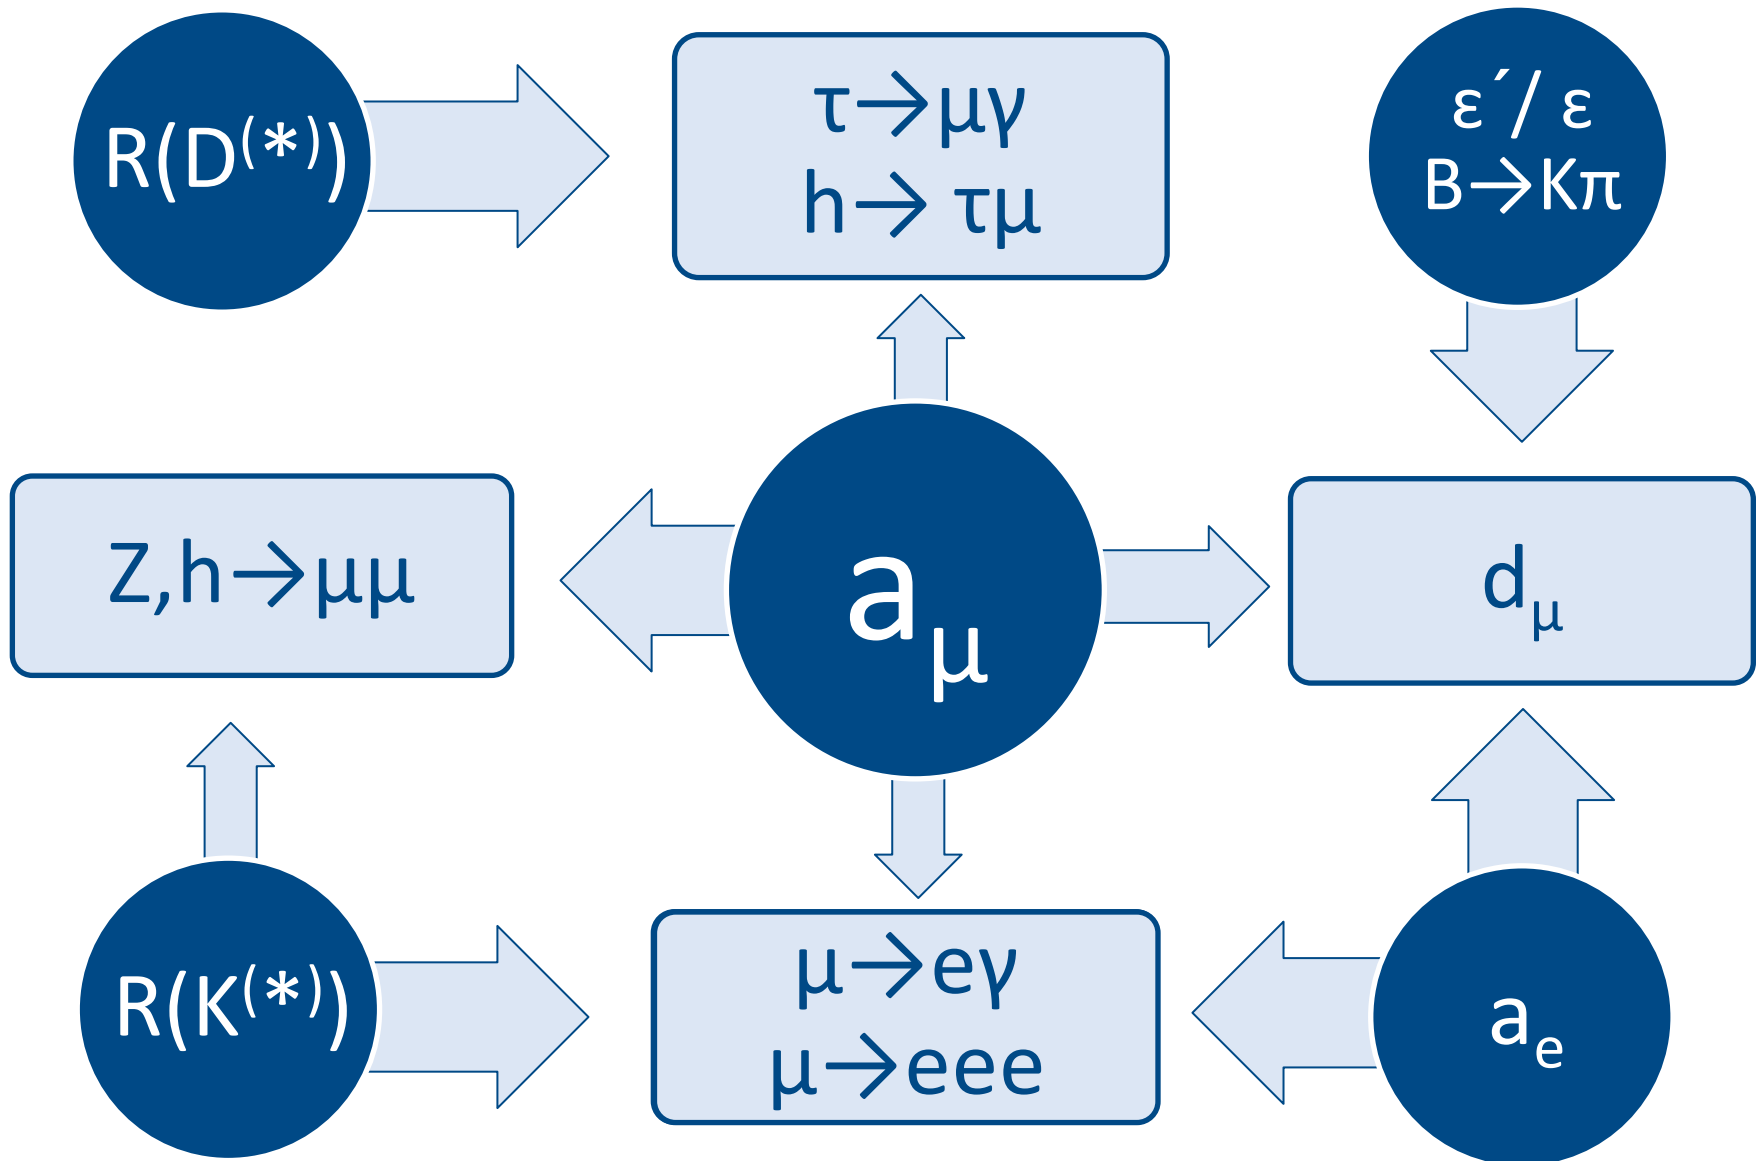 R(D⁽*⁾)
τ→μγ
h→ τμ
ε´/ ε
B→Kπ
Z,h→μμ
aμ
dμ
R(K⁽*⁾)
μ→eγ
μ→eee
aₑ